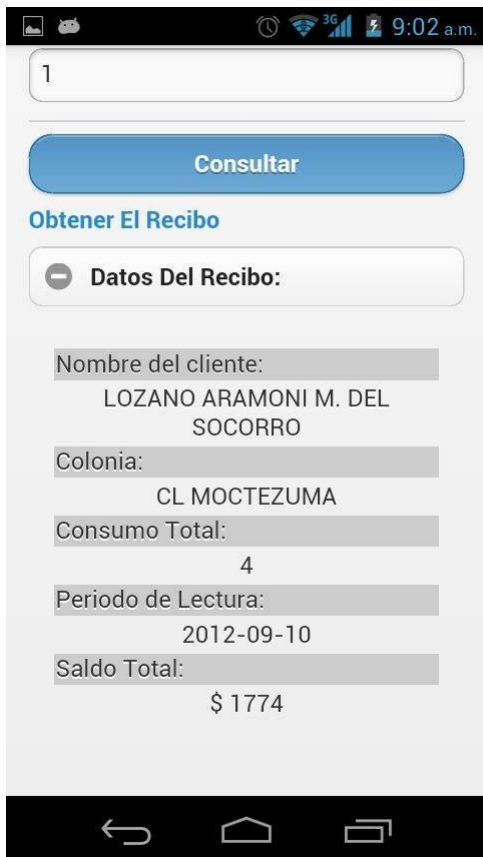 3G 9:02 a.m.
1
Consultar
Obtener El Recibo
Datos Del Recibo:
Nombre del cliente:
LOZANO ARAMONI M. DEL
SOCORRO
Colonia:
CL MOCTEZUMA
Consumo Total:
4
Periodo de Lectura:
2012-09-10
Saldo Total:
$ 1774